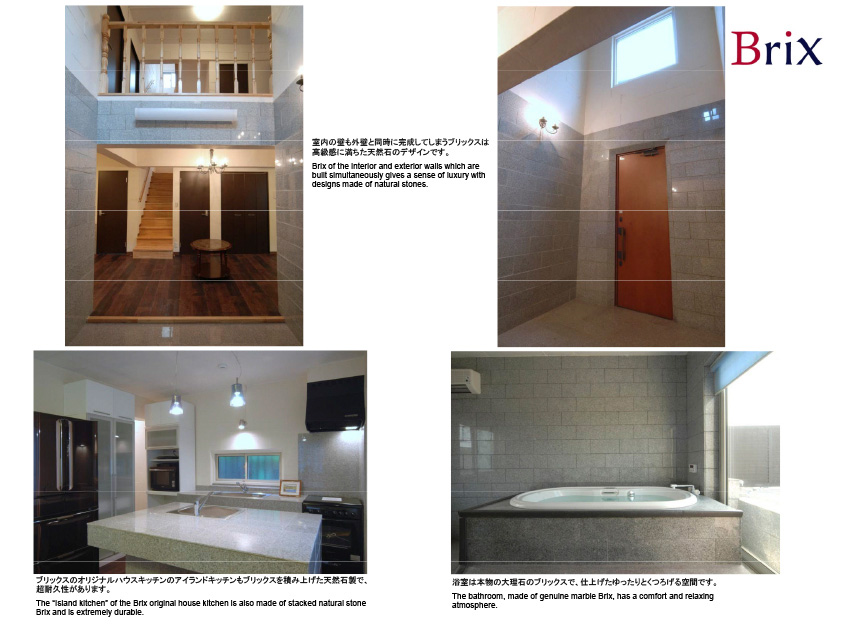 Brix
室内の壁も外壁と同時に完成してしまうブリックスは
高級感に満ちた天然石のデザインです。
Brix of the interior and exterior walls which are
built simultaneously gives a sense of luxury with
designs made of natural stones.
ブリックスのオリジナルハウスキッチンのアイランドキッチンもブリックスを積み上げた天然石製で、
超耐久性があります。
The "Island kitchen" of the Brix original house kitchen is also made of stacked natural stone
Brix and is extremely durable.
浴室は本物の大理石のブリックスで、仕上げたゆったりとくつろげる空間です。
The bathroom, made of genuine marble Brix, has a comfort and relaxing
atmosphere.